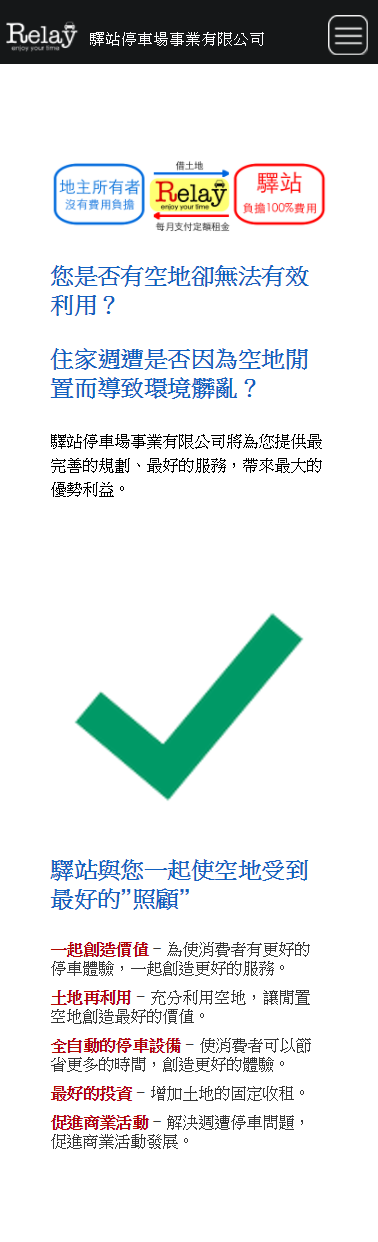 Relay
enjoy your time
驛站停車場事業有限公司
借土地
地主所有者
沒有費用負擔
Relay
enjoy your time
驛站
負擔100%費用
每月支付定額租金
您是否有空地卻無法有效
利用？
住家週遭是否因為空地閒
置而導致環境髒亂？
驛站停車場事業有限公司將為您提供最
完善的規劃、最好的服務，帶來最大的
優勢利益。
驛站與您一起使空地受到
最好的”照顧”
一起創造價值 - 為使消費者有更好的
停車體驗，一起創造更好的服務。
土地再利用 - 充分利用空地，讓閒置
空地創造最好的價值。
全自動的停車設備 - 使消費者可以節
省更多的時間，創造更好的體驗。
最好的投資 - 增加土地的固定收租。
促進商業活動 - 解決週遭停車問題，
促進商業活動發展。